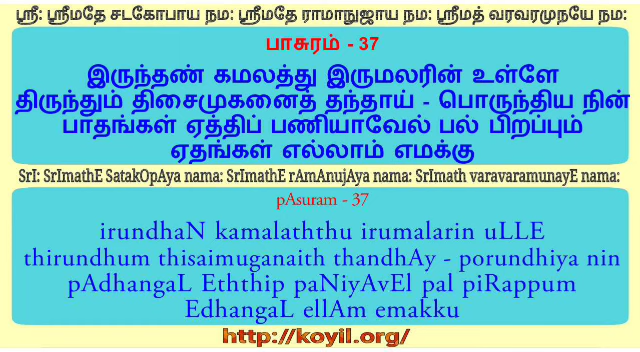 ஸ்ரீ: ஸ்ரீமதே சடகோபாய நம: ஸ்ரீமதே ராமாநுஜாய நம: ஸ்ரீமத் வரவரமுநயே நம:
பாசுரம் - 37
இருந்தண் கமலத்து இருமலரின் உள்ளே
திருந்தும் திசைமுகனைத் தந்தாய் - பொருந்திய நின்
பாதங்கள் ஏத்திப் பணியாவேல் பல் பிறப்பும்
ஏதங்கள் எல்லாம் எமக்கு
SrI: SrImathE SatakOpAya nama: SrImathE rAmAnujAya nama: SrImath varavaramunayE nama:
pAsuram - 37
irundhaN kamalaththu irumalarin uLLE
thirundhum thisaimuganaith thandhAy - porundhiya nin
pAdhangaL Eththip paNiyAvEl pal piRappum
EdhangaL ellAm emakku
http://koyil.org/